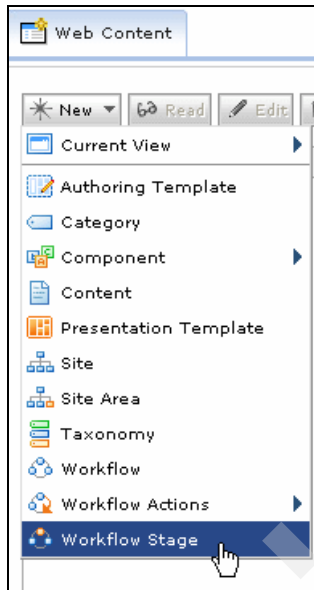 Web Content
New Read Edit
Current View
Authoring Template
Category
Component
Content
Presentation Template
Site
Site Area
Taxonomy
Workflow
Workflow Actions
Workflow Stage